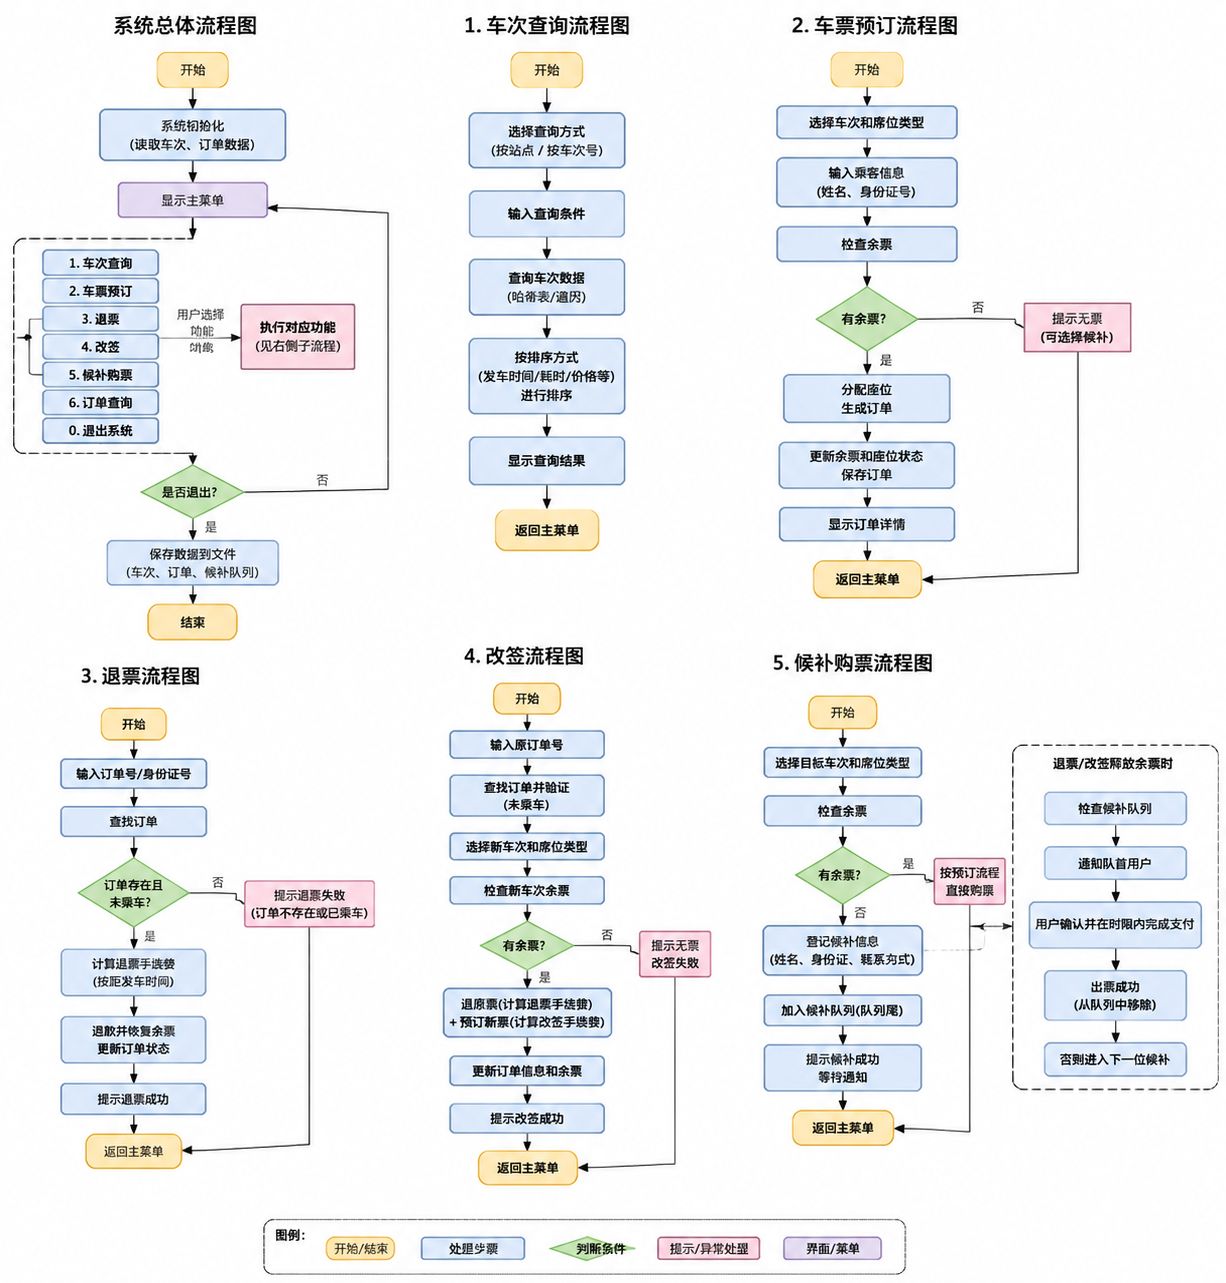 系统总体流程图
开始
系统初始化
(读取车次、订单数据)
显示主菜单
1. 车次查询
2. 车票预订
3. 退票
4. 改签
5. 候补购票
6. 订单查询
0. 退出系统
用户选择
功能
执行对应功能
(见右侧子流程)
是否退出?
否
是
保存数据到文件
(车次、订单、候补队列)
结束
1. 车次查询流程图
开始
选择查询方式
(按站点 / 按车次号)
输入查询条件
查询车次数据
按排序方式
(发车时间/耗时/价格等)
进行排序
显示查询结果
返回主菜单
2. 车票预订流程图
开始
选择车次和席位类型
输入乘客信息
(姓名、身份证号)
检查余票
有余票?
否
提示无票
(可选择候补)
是
分配座位
生成订单
更新余票和座位状态
保存订单
显示订单详情
返回主菜单
3. 退票流程图
开始
输入订单号/身份证号
查找订单
订单存在且
未乘车?
否
提示退票失败
(订单不存在或已乘车)
是
计算退票手续费
(按距发车时间)
退款并恢复余票
更新订单状态
提示退票成功
返回主菜单
4. 改签流程图
开始
输入原订单号
查找订单并验证
(未乘车)
选择新车次和席位类型
检查新车次余票
有余票?
否
提示无票
改签失败
是
退原票(计算退票手续费)
+ 预订新票(计算改签手续费)
更新订单信息和余票
提示改签成功
返回主菜单
5. 候补购票流程图
开始
选择目标车次和席位类型
检查余票
有余票?
是
按预订流程
直接购票
否
登记候补信息
(姓名、身份证、联系方式)
加入候补队列(队列尾)
提示候补成功
等待通知
返回主菜单
退票/改签解放余票时
检查候补队列
通知队首用户
用户确认并在时限内完成支付
出票成功
(从队列中移除)
否则进入下一位候补
图例:
开始/结束
处理步骤
判断条件
提示/异常处理
界面/菜单